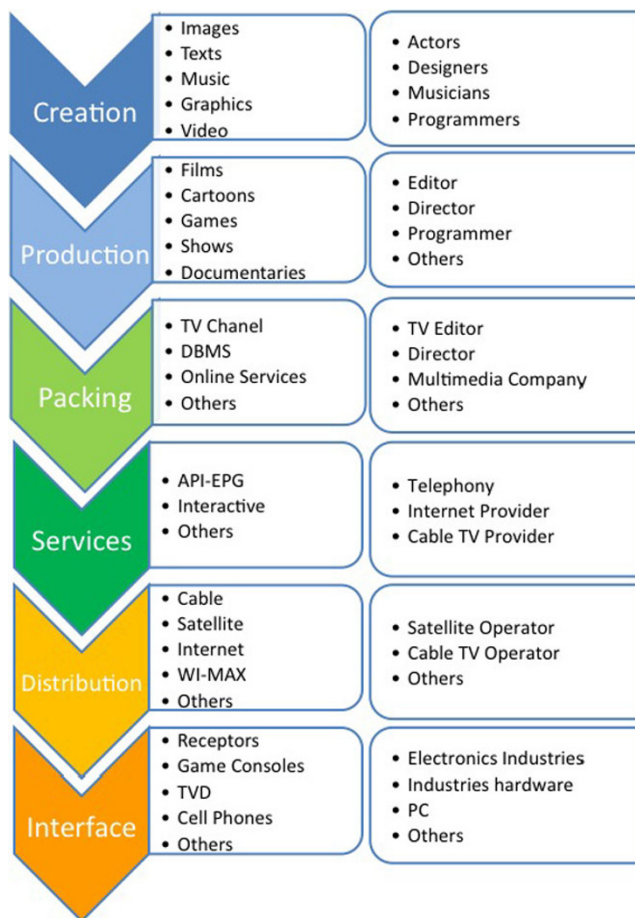 Creation
• Images
• Texts
• Music
• Graphics
• Video
• Actors
• Designers
• Musicians
• Programmers
Production
• Films
• Cartoons
• Games
• Shows
• Documentaries
• Editor
• Director
• Programmer
• Others
Packing
• TV Chanel
• DBMS
• Online Services
• Others
• TV Editor
• Director
• Multimedia Company
• Others
Services
• API-EPG
• Interactive
• Others
• Telephony
• Internet Provider
• Cable TV Provider
Distribution
• Cable
• Satellite
• Internet
• WI-MAX
• Others
• Satellite Operator
• Cable TV Operator
• Others
Interface
• Receptors
• Game Consoles
• TVD
• Cell Phones
• Others
• Electronics Industries
• Industries hardware
• PC
• Others